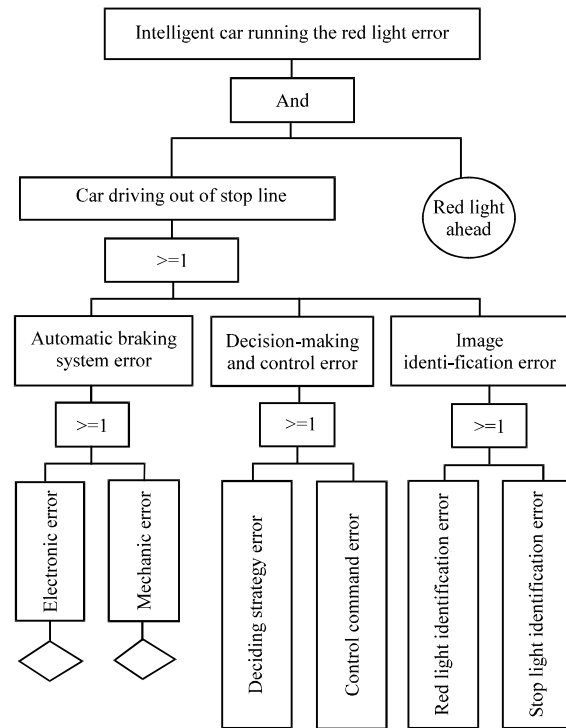 Intelligent car running the red light error
And
Car driving out of stop line
Red light
ahead
>=1
Automatic braking
system error
Decision-making
and control error
Image
identi-fication error
>=1
>=1
>=1
Electronic error
Mechanic error
Deciding strategy error
Control command error
Red light identification error
Stop light identification error